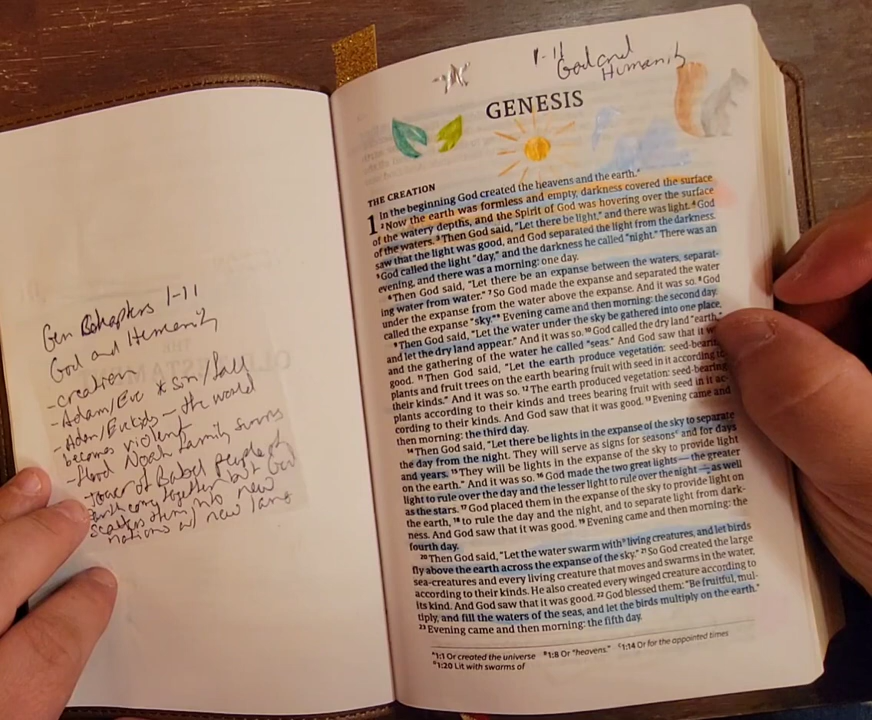 Gen Chapters 1-11
God and Humanity
-creation
-Adam/Eve * sin/fall
-Adam/Eve kids - the world
becomes violent
-flood Noah family survives
-tower of Babel people of
earth come together but God
scatters them into new
nations w/ new lang
1-11
God and
Humanity
GENESIS
THE CREATION
1 In the beginning God created the heavens and the earth.ᴬ
² Now the earth was formless and empty, darkness covered the surface
of the watery depths, and the Spirit of God was hovering over the surface
of the waters. ³ Then God said, "Let there be light," and there was light. ⁴ God
saw that the light was good, and God separated the light from the darkness.
⁵ God called the light "day," and the darkness he called "night." There was an
evening, and there was a morning: one day.
⁶ Then God said, "Let there be an expanse between the waters, separat-
ing water from water." ⁷ So God made the expanse and separated the water
under the expanse from the water above the expanse. And it was so. ⁸ God
called the expanse "sky."ᴮ Evening came and then morning: the second day.
⁹ Then God said, "Let the water under the sky be gathered into one place,
and let the dry land appear." And it was so. ¹⁰ God called the dry land "earth,"
and the gathering of the water he called "seas." And God saw that it w
good. ¹¹ Then God said, "Let the earth produce vegetation: seed-bearing
plants and fruit trees on the earth bearing fruit with seed in it according to
their kinds." And it was so. ¹² The earth produced vegetation: seed-bearing
plants according to their kinds and trees bearing fruit with seed in it ac-
cording to their kinds. And God saw that it was good. ¹³ Evening came and
then morning: the third day.
¹⁴ Then God said, "Let there be lights in the expanse of the sky to separate
the day from the night. They will serve as signs for seasonsᶜ and for days
and years. ¹⁵ They will be lights in the expanse of the sky to provide light
on the earth." And it was so. ¹⁶ God made the two great lights — the greater
light to rule over the day and the lesser light to rule over the night — as well
as the stars. ¹⁷ God placed them in the expanse of the sky to provide light on
the earth, ¹⁸ to rule the day and the night, and to separate light from dark-
ness. And God saw that it was good. ¹⁹ Evening came and then morning: the
fourth day.
²⁰ Then God said, "Let the water swarm withᴰ living creatures, and let birds
fly above the earth across the expanse of the sky." ²¹ So God created the large
sea-creatures and every living creature that moves and swarms in the water,
according to their kinds. He also created every winged creature according to
its kind. And God saw that it was good. ²² God blessed them: "Be fruitful, mul-
tiply, and fill the waters of the seas, and let the birds multiply on the earth."
²³ Evening came and then morning: the fifth day.
ᴬ1:1 Or created the universe ᴮ1:8 Or "heavens." ᶜ1:14 Or for the appointed times
ᴰ1:20 Lit with swarms of